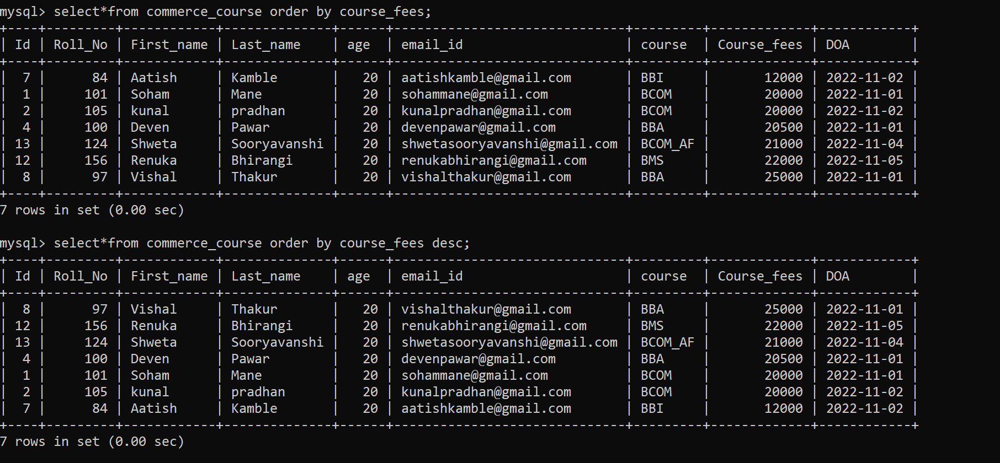 mysql> select*from commerce_course order by course_fees;
+----+---------+------------+--------------+------+------------------------------+---------+-------------+------------+
| Id | Roll_No | First_name | Last_name    | age  | email_id                     | course  | Course_fees | DOA        |
+----+---------+------------+--------------+------+------------------------------+---------+-------------+------------+
|  7 |      84 | Aatish     | Kamble       |   20 | aatishkamble@gmail.com       | BBI     |       12000 | 2022-11-02 |
|  1 |     101 | Soham      | Mane         |   20 | sohammane@gmail.com          | BCOM    |       20000 | 2022-11-01 |
|  2 |     105 | kunal      | pradhan      |   20 | kunalpradhan@gmail.com       | BCOM    |       20000 | 2022-11-02 |
|  4 |     100 | Deven      | Pawar        |   20 | devenpawar@gmail.com         | BBA     |       20500 | 2022-11-01 |
| 13 |     124 | Shweta     | Sooryavanshi |   20 | shwetasooryavanshi@gmail.com | BCOM_AF |       21000 | 2022-11-04 |
| 12 |     156 | Renuka     | Bhirangi     |   20 | renukabhirangi@gmail.com     | BMS     |       22000 | 2022-11-05 |
|  8 |      97 | Vishal     | Thakur       |   20 | vishalthakur@gmail.com       | BBA     |       25000 | 2022-11-01 |
+----+---------+------------+--------------+------+------------------------------+---------+-------------+------------+
7 rows in set (0.00 sec)
mysql> select*from commerce_course order by course_fees desc;
+----+---------+------------+--------------+------+------------------------------+---------+-------------+------------+
| Id | Roll_No | First_name | Last_name    | age  | email_id                     | course  | Course_fees | DOA        |
+----+---------+------------+--------------+------+------------------------------+---------+-------------+------------+
|  8 |      97 | Vishal     | Thakur       |   20 | vishalthakur@gmail.com       | BBA     |       25000 | 2022-11-01 |
| 12 |     156 | Renuka     | Bhirangi     |   20 | renukabhirangi@gmail.com     | BMS     |       22000 | 2022-11-05 |
| 13 |     124 | Shweta     | Sooryavanshi |   20 | shwetasooryavanshi@gmail.com | BCOM_AF |       21000 | 2022-11-04 |
|  4 |     100 | Deven      | Pawar        |   20 | devenpawar@gmail.com         | BBA     |       20500 | 2022-11-01 |
|  1 |     101 | Soham      | Mane         |   20 | sohammane@gmail.com          | BCOM    |       20000 | 2022-11-01 |
|  2 |     105 | kunal      | pradhan      |   20 | kunalpradhan@gmail.com       | BCOM    |       20000 | 2022-11-02 |
|  7 |      84 | Aatish     | Kamble       |   20 | aatishkamble@gmail.com       | BBI     |       12000 | 2022-11-02 |
+----+---------+------------+--------------+------+------------------------------+---------+-------------+------------+
7 rows in set (0.00 sec)